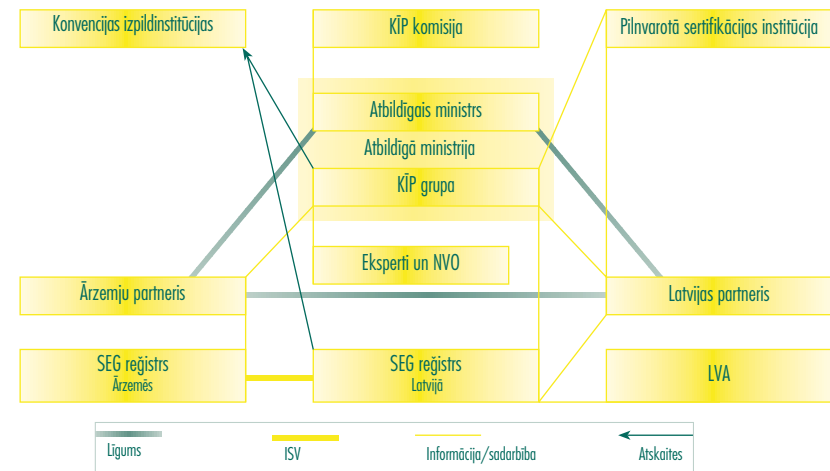 Konvencijas izpildinstitūcijas
KĪP komisija
Pilnvarotā sertifikācijas institūcija
Atbildīgais ministrs
Atbildīgā ministrija
KĪP grupa
Eksperti un NVO
Ārzemju partneris
Latvijas partneris
SEG reģistrs
Ārzemēs
SEG reģistrs
Latvijā
LVA
Līgums
ISV
Informācija/sadarbība
Atskaites